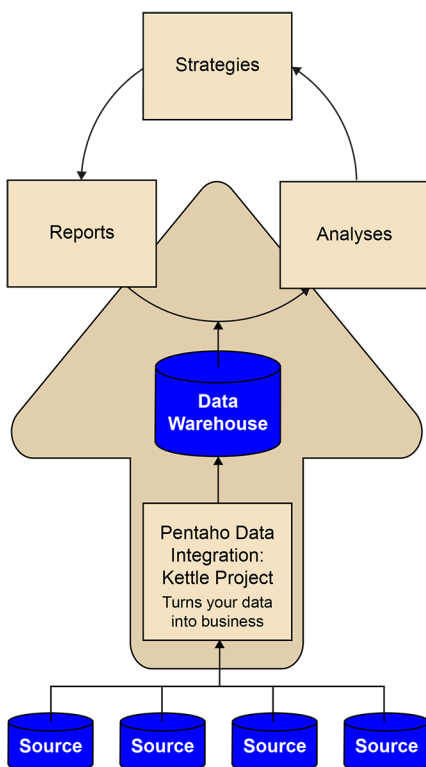 Strategies
Reports
Analyses
Data
Warehouse
Pentaho Data
Integration:
Kettle Project
Turns your data
into business
Source
Source
Source
Source